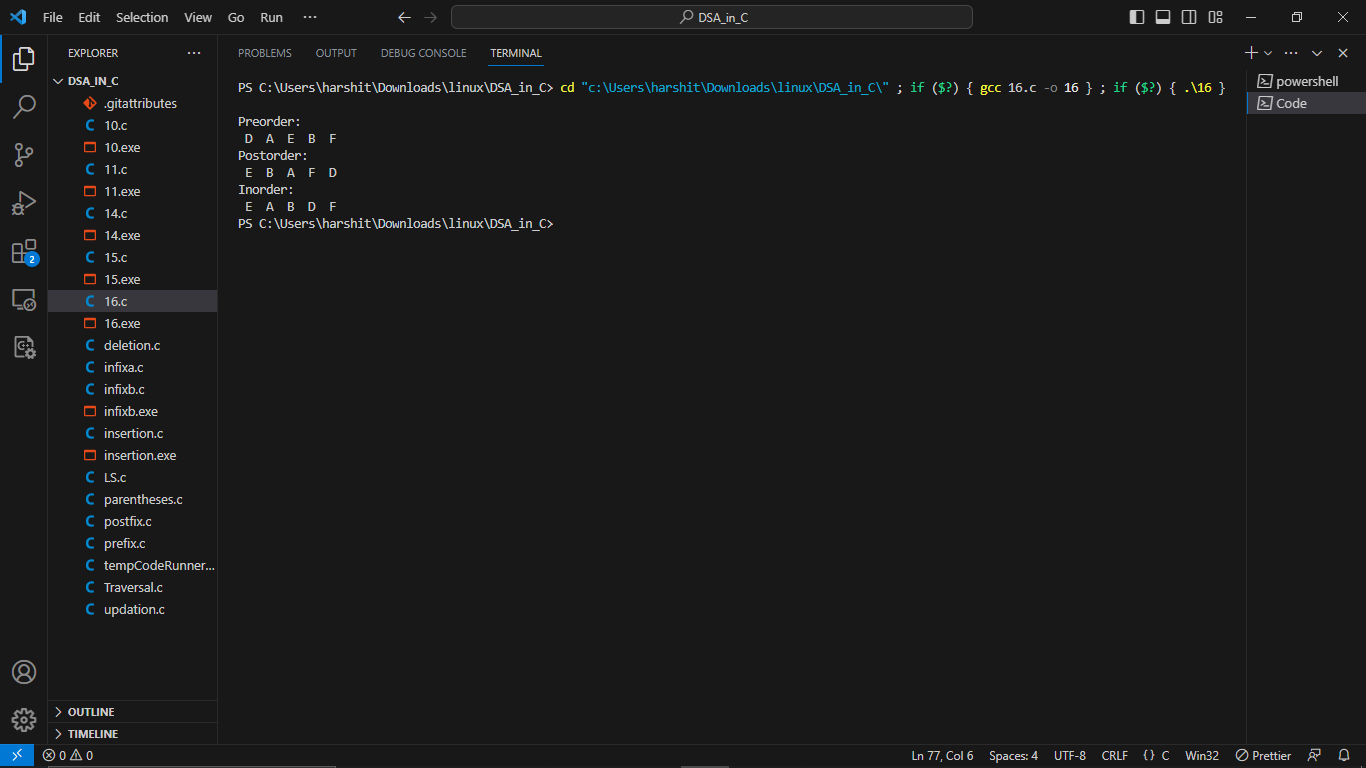 File Edit Selection View Go Run ··· DSA_in_C
EXPLORER ···
DSA_IN_C
.gitattributes
10.c
10.exe
11.c
11.exe
14.c
14.exe
15.c
15.exe
16.c
16.exe
deletion.c
infixa.c
infixb.c
infixb.exe
insertion.c
insertion.exe
LS.c
parentheses.c
postfix.c
prefix.c
tempCodeRunner...
Traversal.c
updation.c
OUTLINE
TIMELINE
2
PROBLEMS OUTPUT DEBUG CONSOLE TERMINAL
PS C:\Users\harshit\Downloads\linux\DSA_in_C> cd "c:\Users\harshit\Downloads\linux\DSA_in_C\" ; if ($?) { gcc 16.c -o 16 } ; if ($?) { .\16 }
Preorder:
D A E B F
Postorder:
E B A F D
Inorder:
E A B D F
PS C:\Users\harshit\Downloads\linux\DSA_in_C>
powershell
Code
0 0 Ln 77, Col 6 Spaces: 4 UTF-8 CRLF {} C Win32 Prettier